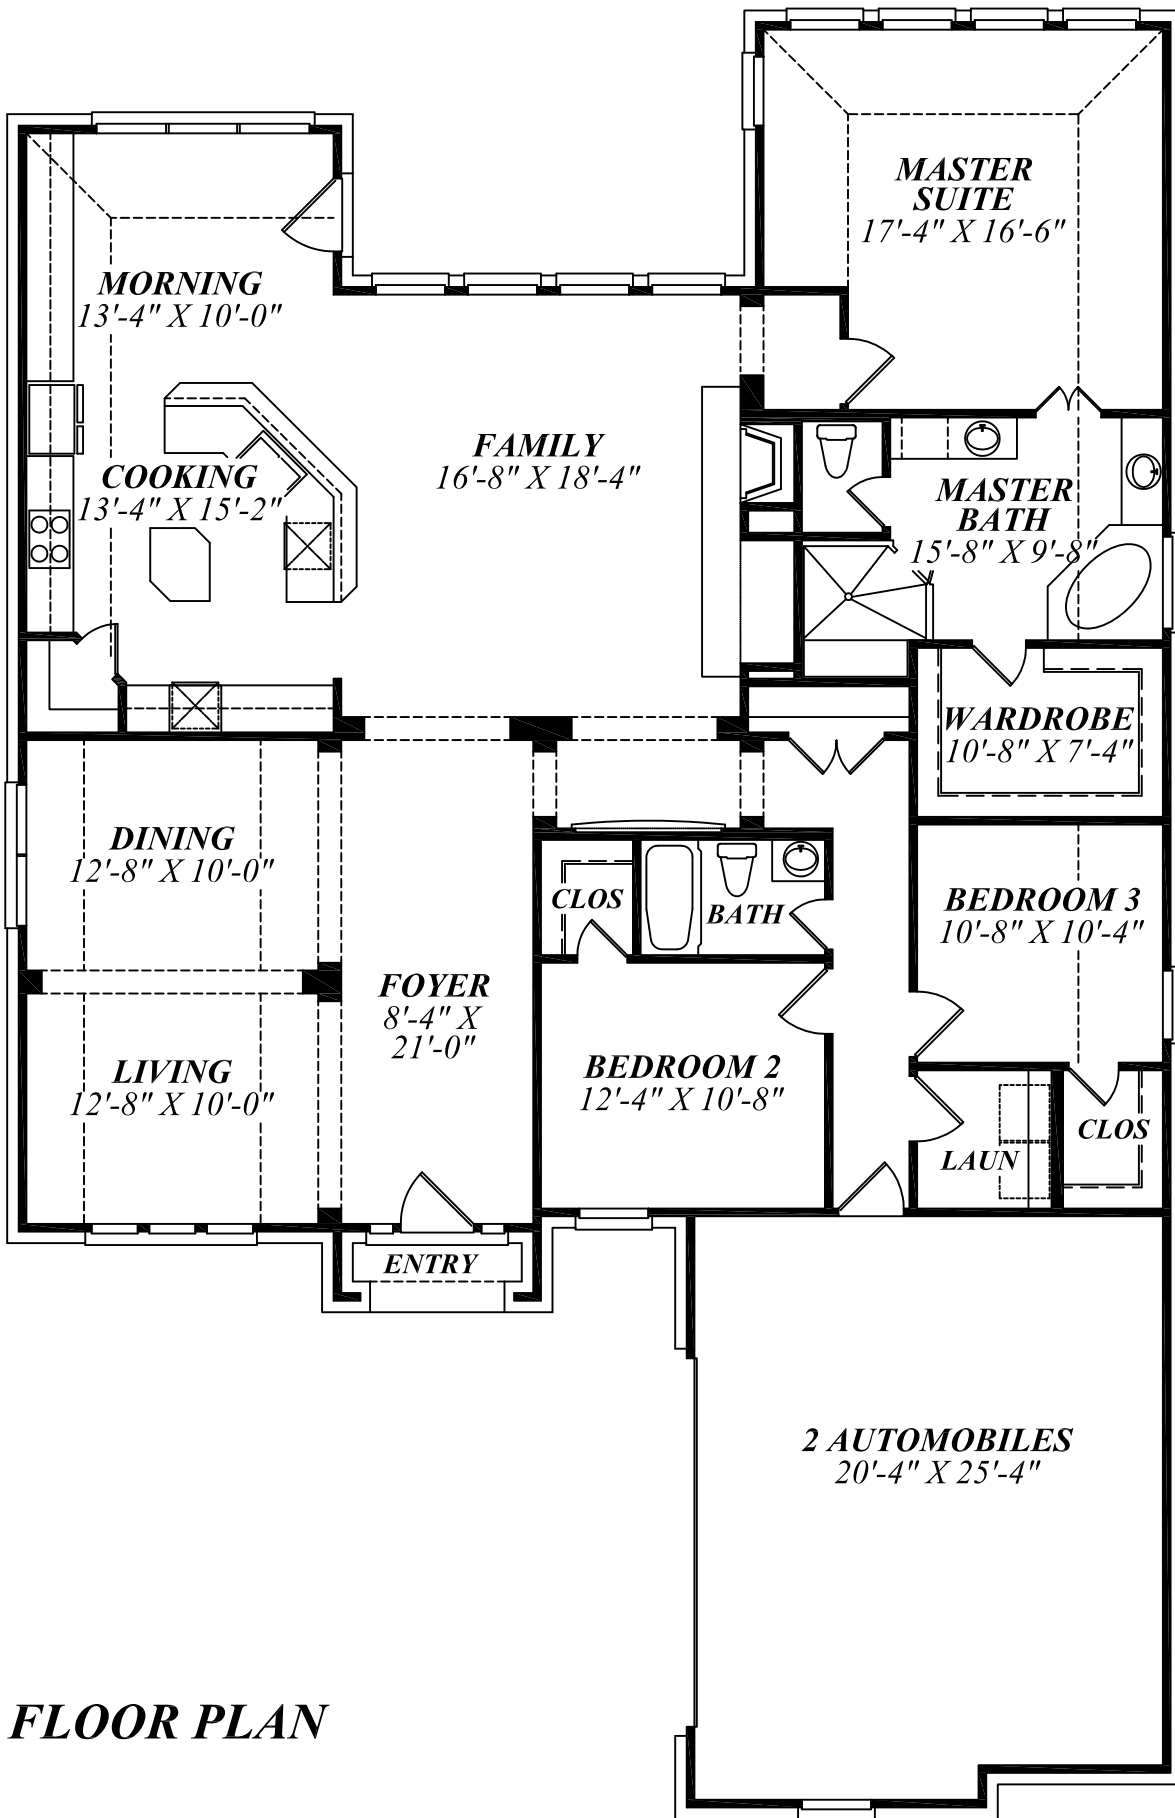 MASTER
SUITE
17'-4" X 16'-6"
MORNING
13'-4" X 10'-0"
FAMILY
16'-8" X 18'-4"
COOKING
13'-4" X 15'-2"
MASTER
BATH
15'-8" X 9'-8"
WARDROBE
10'-8" X 7'-4"
DINING
12'-8" X 10'-0"
CLOS
BATH
BEDROOM 3
10'-8" X 10'-4"
FOYER
8'-4" X
21'-0"
LIVING
12'-8" X 10'-0"
BEDROOM 2
12'-4" X 10'-8"
LAUN
CLOS
ENTRY
2 AUTOMOBILES
20'-4" X 25'-4"
FLOOR PLAN